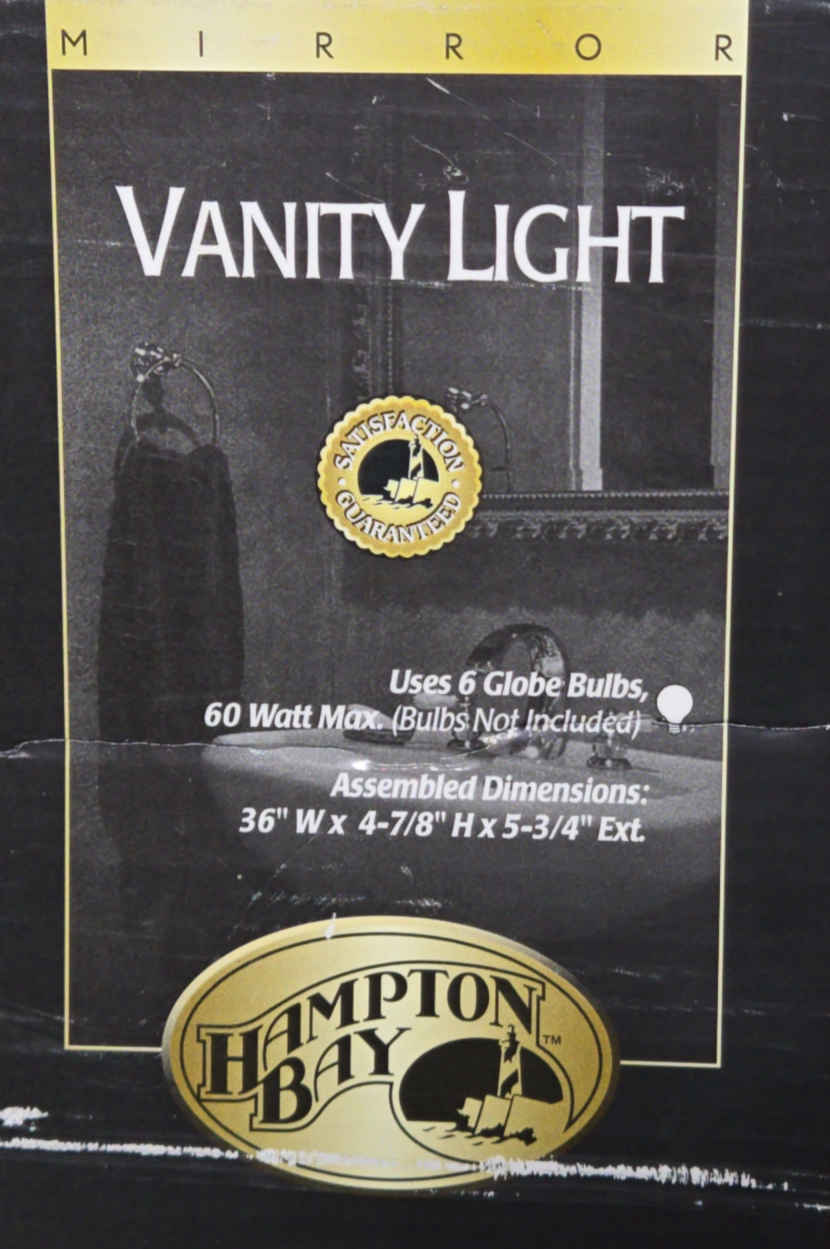 MIRROR
VANITY LIGHT
SATISFACTION
GUARANTEED
Uses 6 Globe Bulbs,
60 Watt Max. (Bulbs Not Included)
Assembled Dimensions:
36" W x 4-7/8" H x 5-3/4" Ext.
HAMPTON
BAY™